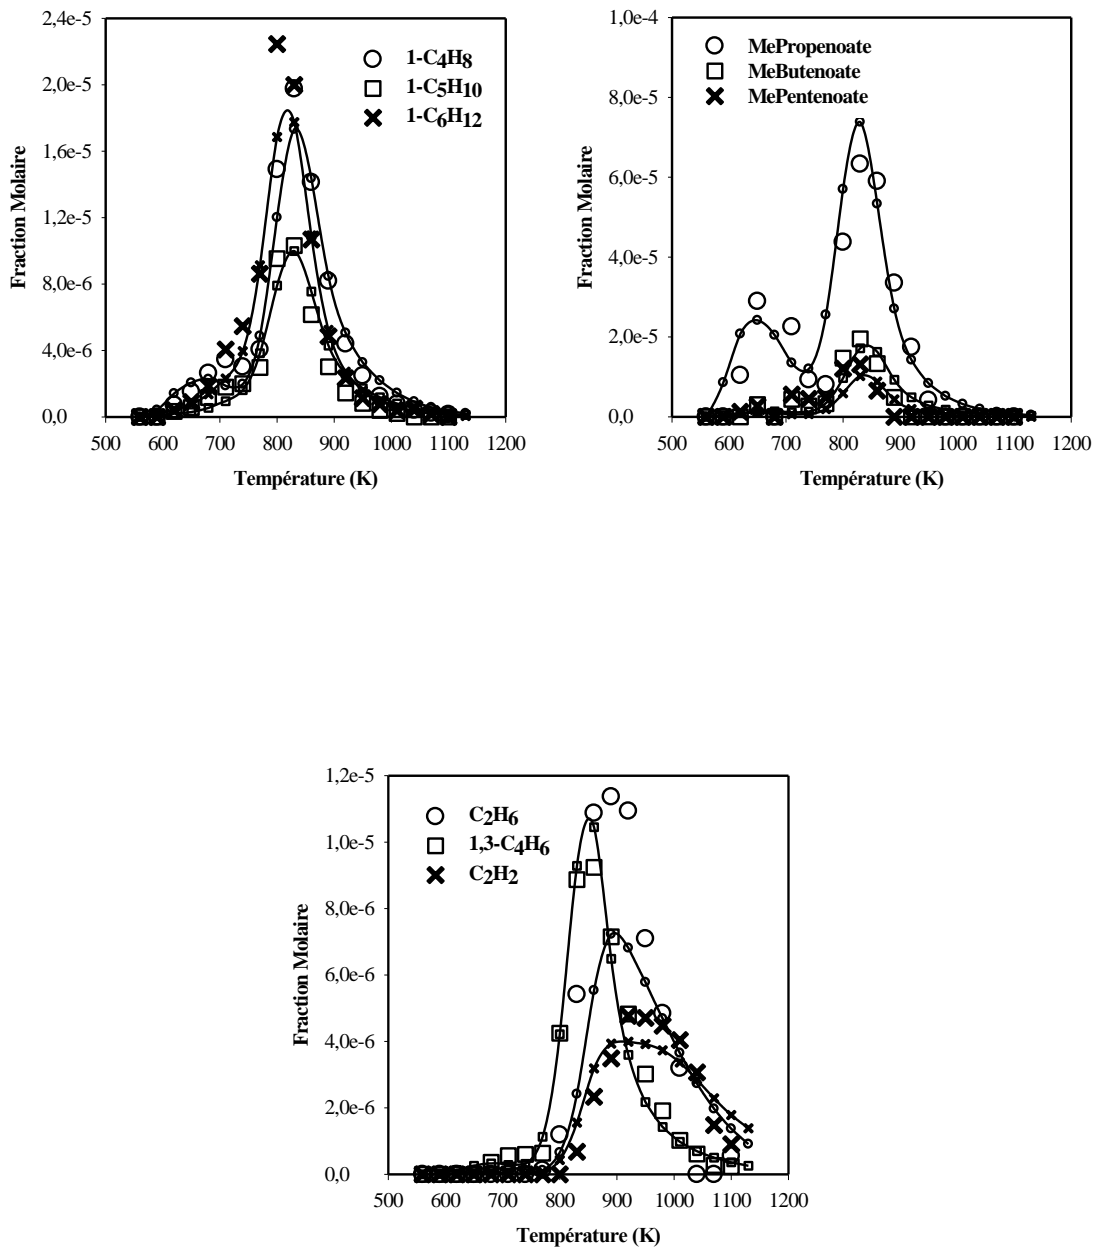 2,4e-5
2,0e-5
1,6e-5
1,2e-5
8,0e-6
4,0e-6
0,0
Fraction Molaire
1-C4H8
1-C5H10
1-C6H12
500 600 700 800 900 1000 1100 1200
Température (K)
1,0e-4
8,0e-5
6,0e-5
4,0e-5
2,0e-5
0,0
Fraction Molaire
MePropenoate
MeButenoate
MePentenoate
500 600 700 800 900 1000 1100 1200
Température (K)
1,2e-5
1,0e-5
8,0e-6
6,0e-6
4,0e-6
2,0e-6
0,0
Fraction Molaire
C2H6
1,3-C4H6
C2H2
500 600 700 800 900 1000 1100 1200
Température (K)